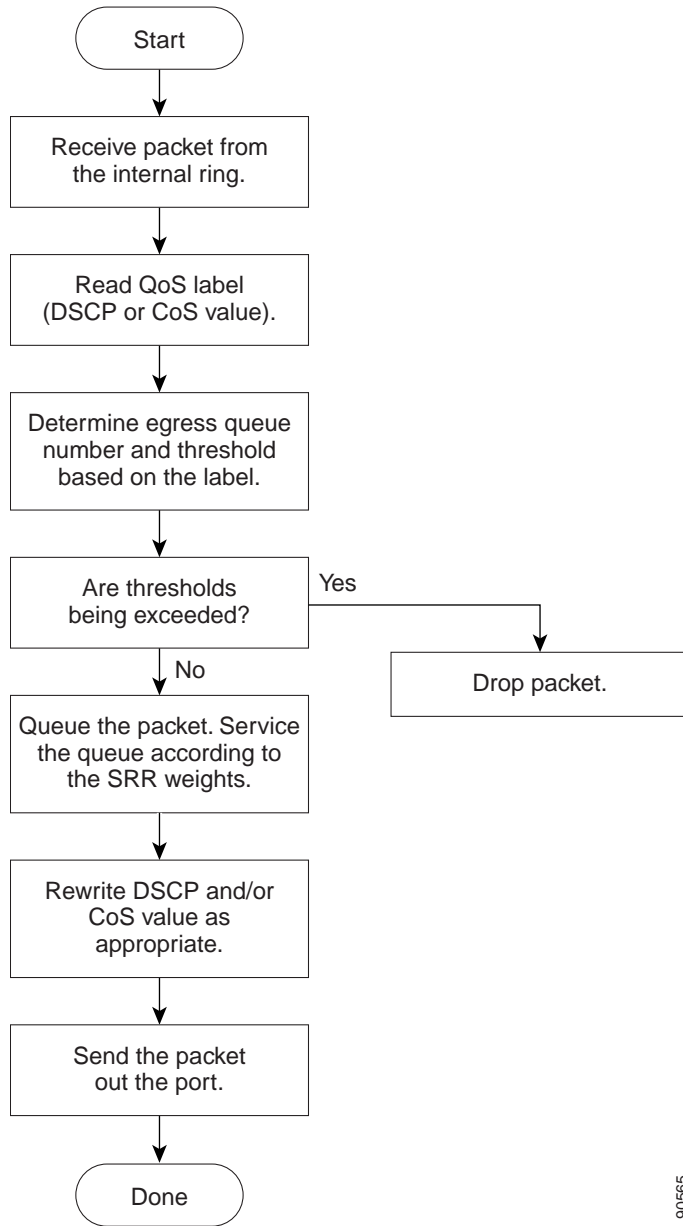 Start
Receive packet from
the internal ring.
Read QoS label
(DSCP or CoS value).
Determine egress queue
number and threshold
based on the label.
Are thresholds
being exceeded?
Yes
No
Drop packet.
Queue the packet. Service
the queue according to
the SRR weights.
Rewrite DSCP and/or
CoS value as
appropriate.
Send the packet
out the port.
Done
90565